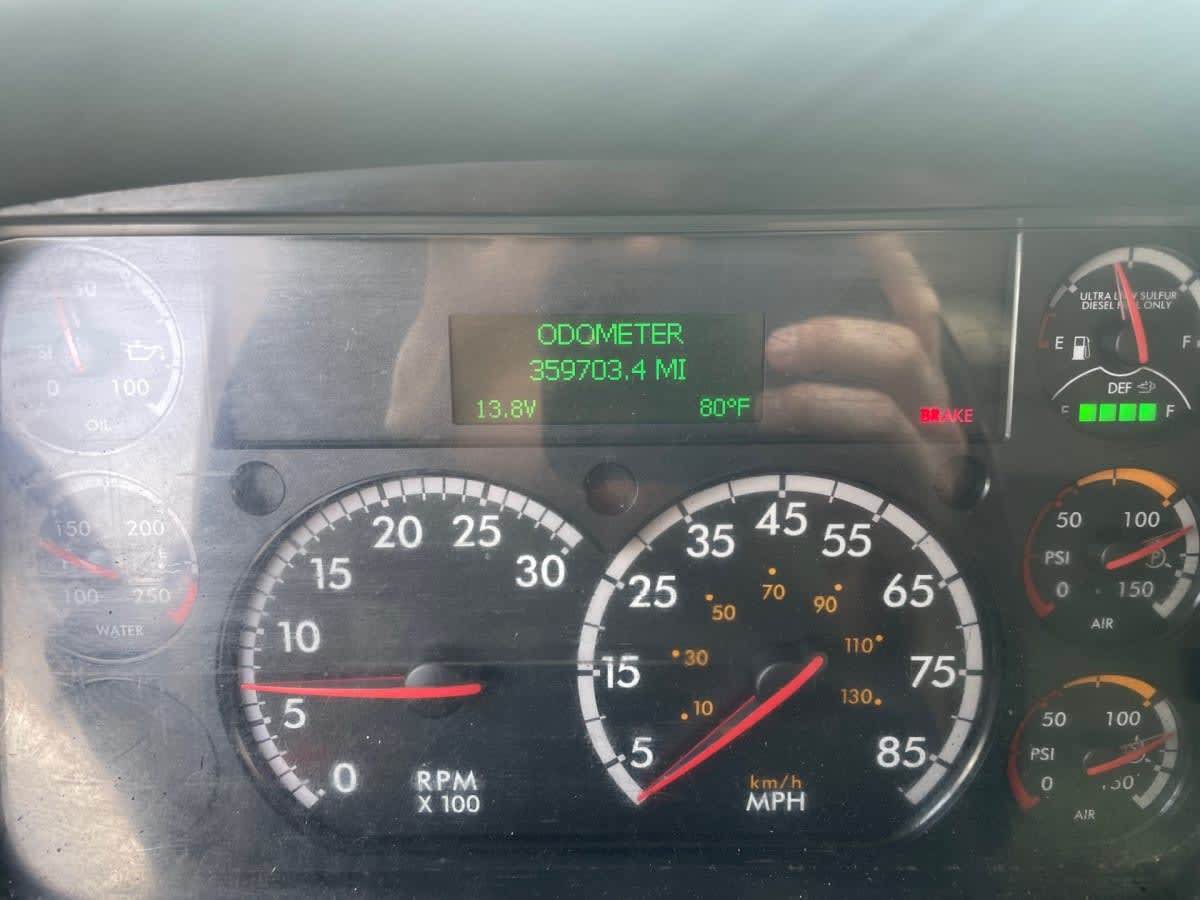 ODOMETER
359703.4 MI
13.8V 80°F
BRAKE
50
0 100
OIL
150 200
100 250
WATER
0 5 10 15 20 25 30
RPM
X 100
5 15 25 35 45 55 65 75 85
10 30 50 70 90 110 130
km/h
MPH
ULTRA LOW SULFUR
DIESEL FUEL ONLY
E F
DEF
E F
50 100
PSI
0 150
AIR
50 100
PSI
0 150
AIR